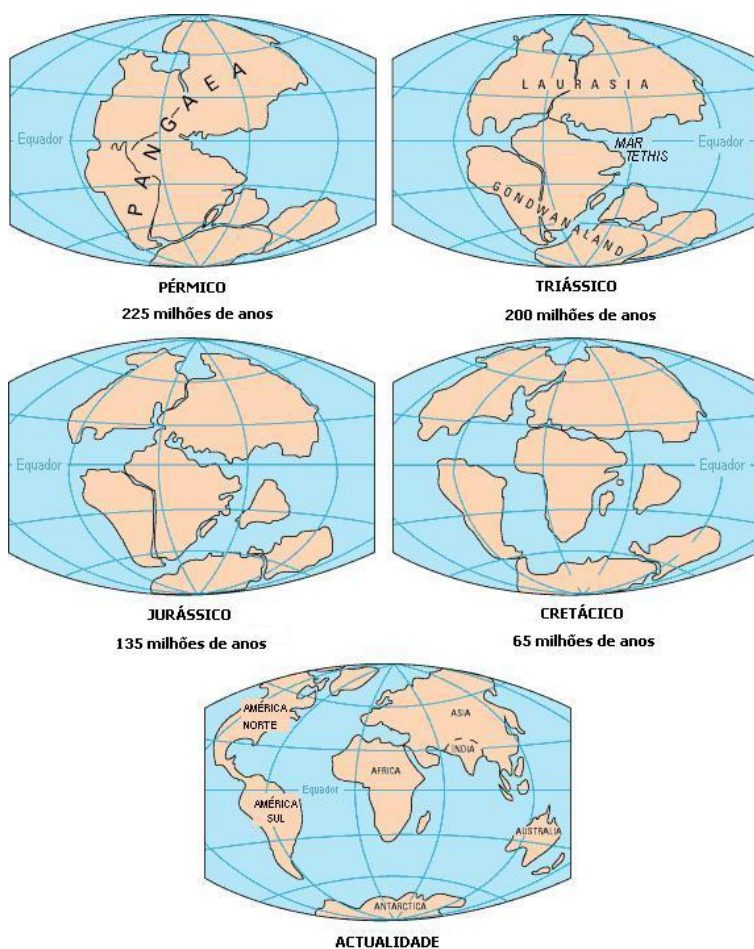 PANGAEA
Equador
PÉRMICO
225 milhões de anos
LAURASIA
MAR
TETHIS
Equador
GONDWANALAND
TRIÁSSICO
200 milhões de anos
Equador
JURÁSSICO
135 milhões de anos
Equador
CRETÁCICO
65 milhões de anos
AMÉRICA
NORTE
ASIA
INDIA
AFRICA
Equador
AMÉRICA
SUL
AUSTRALIA
ANTARCTICA
ACTUALIDADE